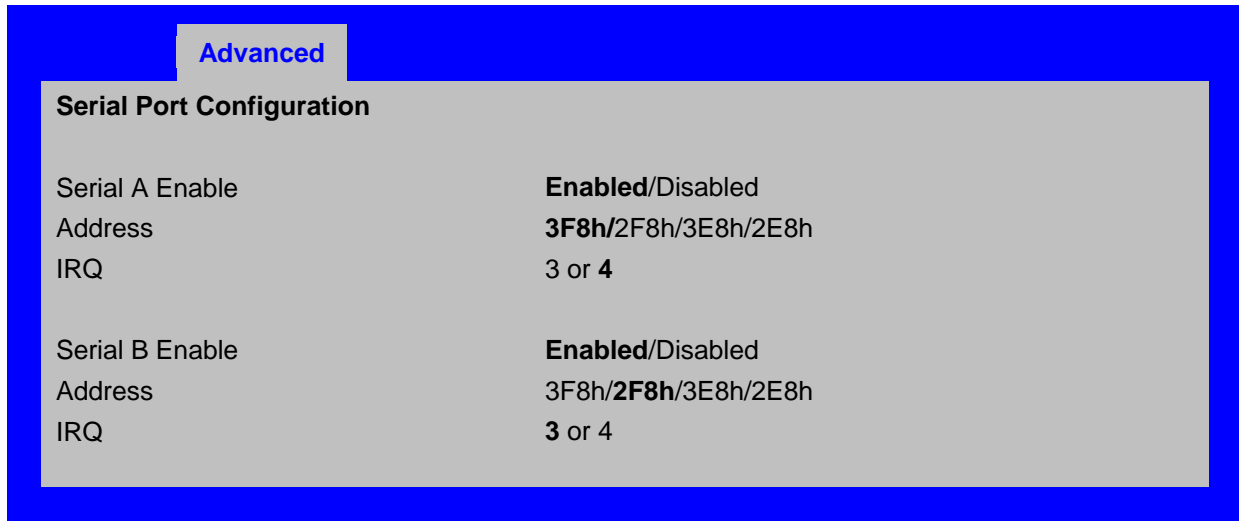 Advanced
Serial Port Configuration
Serial A Enable Enabled/Disabled
Address 3F8h/2F8h/3E8h/2E8h
IRQ 3 or 4
Serial B Enable Enabled/Disabled
Address 3F8h/2F8h/3E8h/2E8h
IRQ 3 or 4